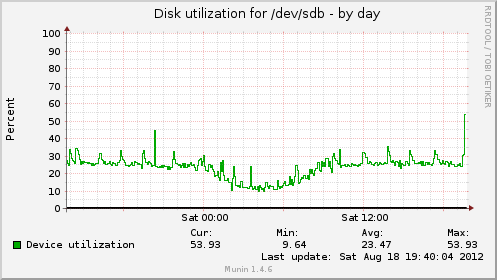 Disk utilization for /dev/sdb - by day
RRDTOOL / TOBI OETIKER
Percent
100
90
80
70
60
50
40
30
20
10
0
Sat 00:00 Sat 12:00
Cur: Min: Avg: Max:
Device utilization 53.93 9.64 23.47 53.93
Last update: Sat Aug 18 19:40:04 2012
Munin 1.4.6